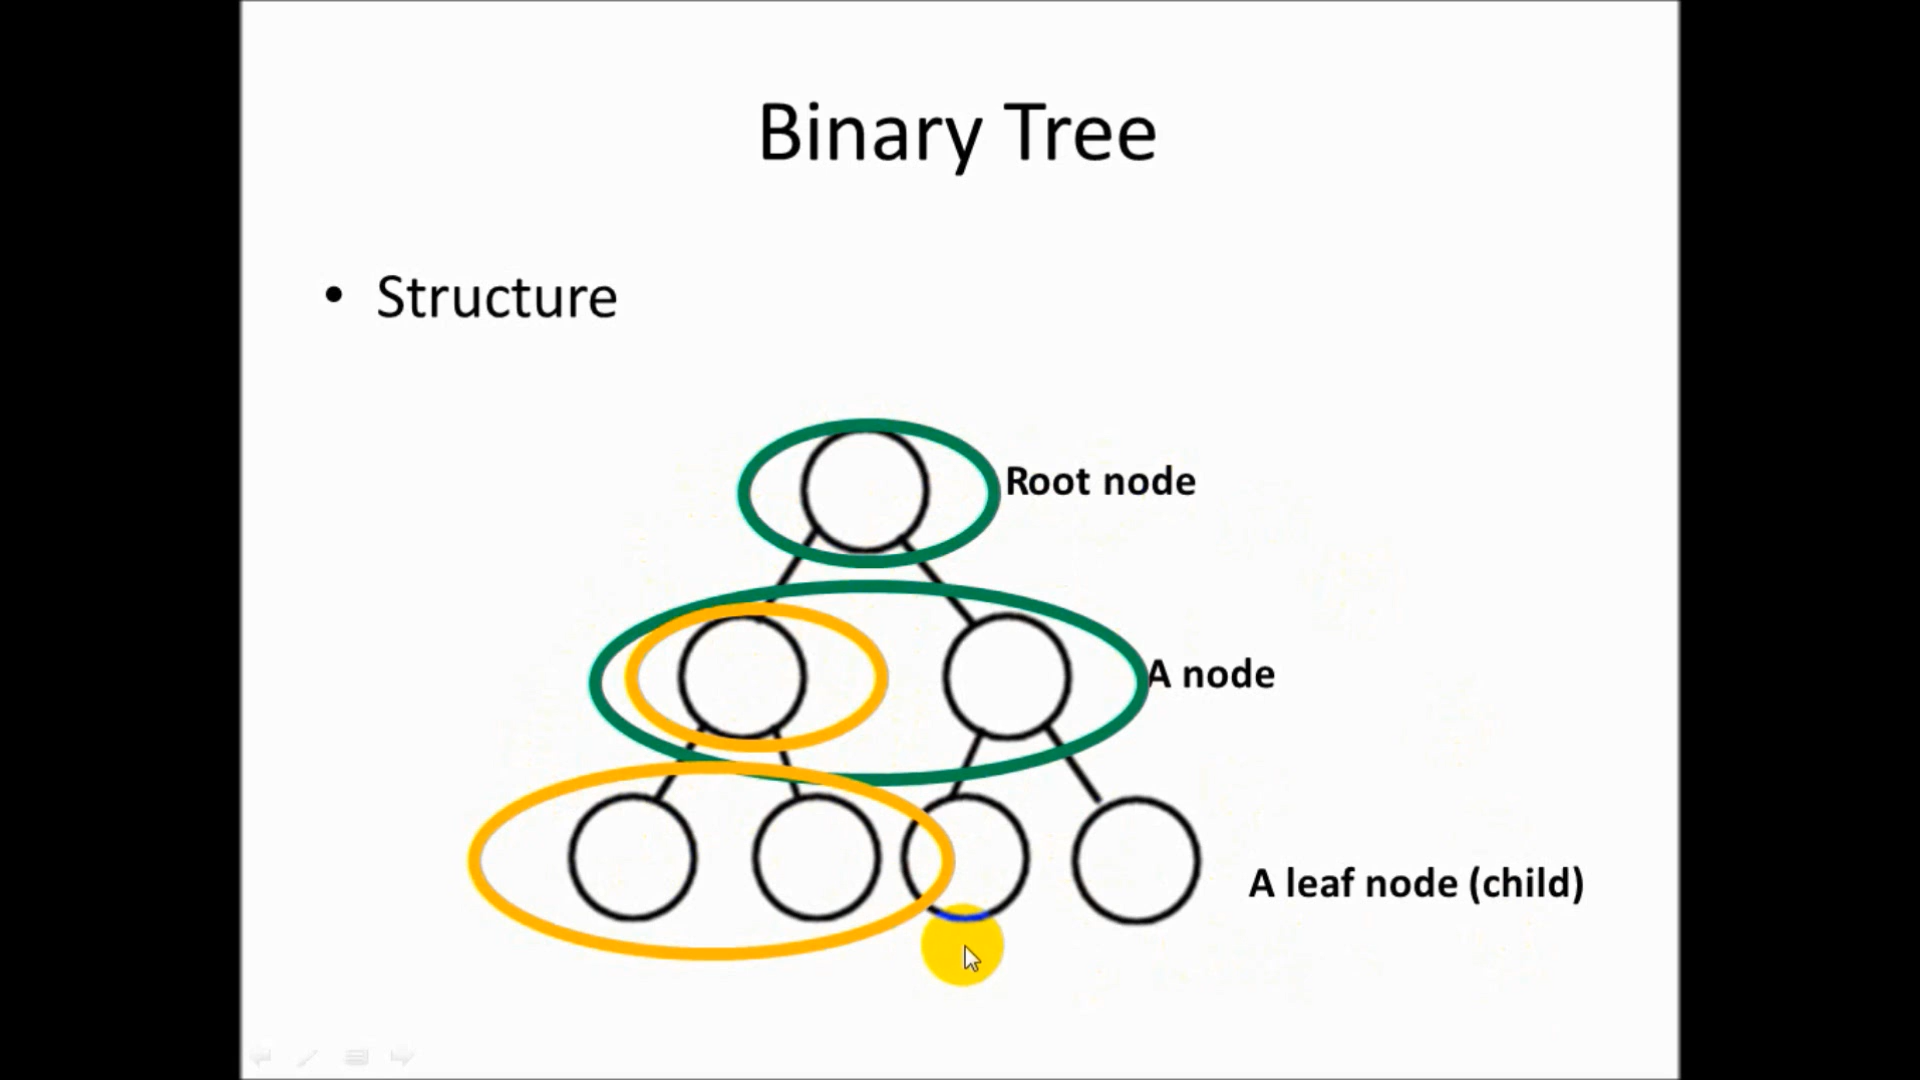 Binary Tree
• Structure
Root node
A node
A leaf node (child)